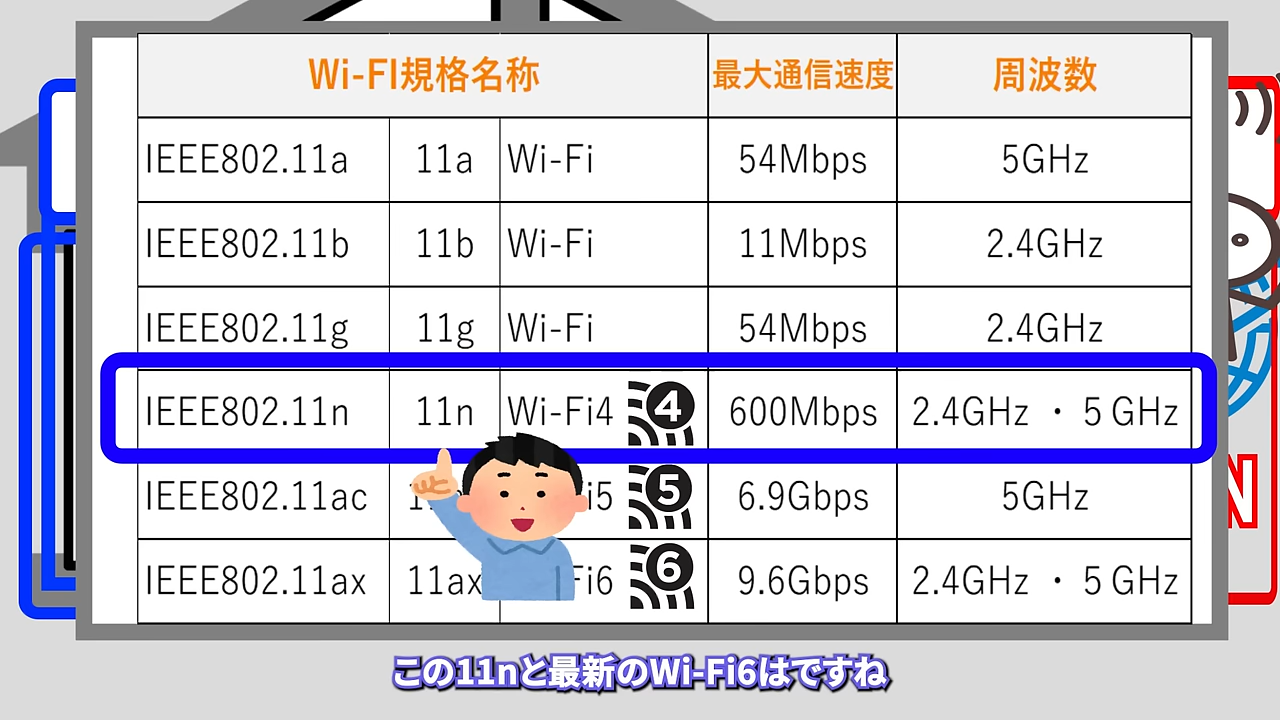 Wi-FI規格名称 最大通信速度 周波数
IEEE802.11a 11a Wi-Fi 54Mbps 5GHz
IEEE802.11b 11b Wi-Fi 11Mbps 2.4GHz
IEEE802.11g 11g Wi-Fi 54Mbps 2.4GHz
IEEE802.11n 11n Wi-Fi4 4 600Mbps 2.4GHz ・ 5GHz
IEEE802.11ac i5 5 6.9Gbps 5GHz
IEEE802.11ax 11ax Fi6 6 9.6Gbps 2.4GHz ・ 5GHz
N
この11nと最新のWi-Fi6はですね